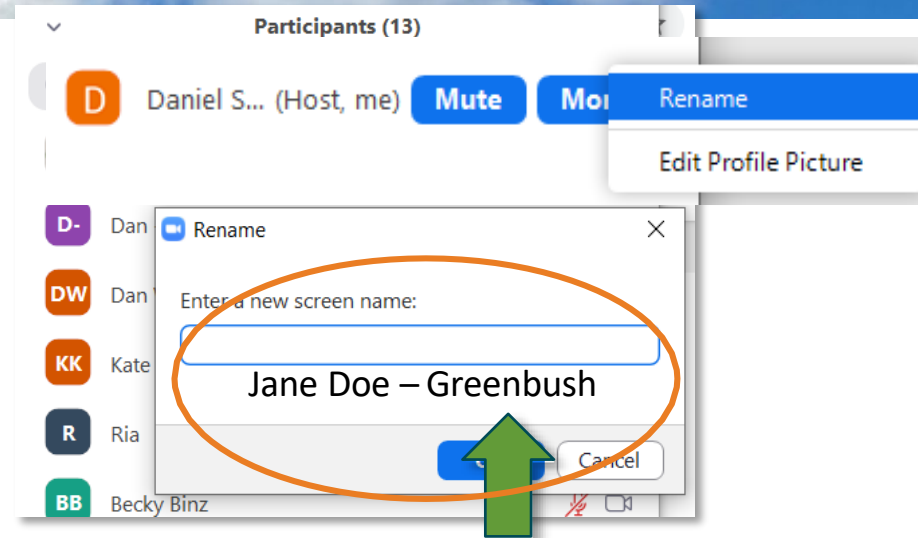 Participants (13)
D Daniel S... (Host, me) Mute Mor
Rename
Edit Profile Picture
D- Dan
Rename
DW Dan
Enter a new screen name:
KK Kate
Jane Doe – Greenbush
R Ria
Cancel
BB Becky Binz